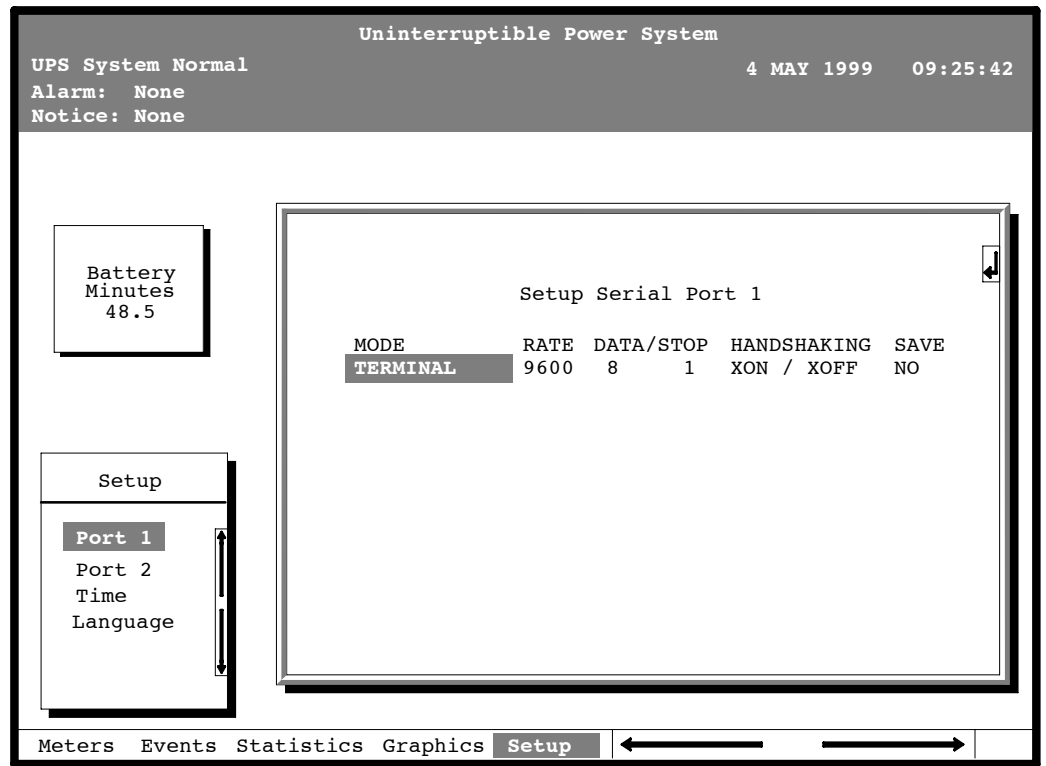 Uninterruptible Power System
UPS System Normal
4 MAY 1999 09:25:42
Alarm: None
Notice: None
Battery
Minutes
48.5
Setup Serial Port 1
MODE RATE DATA/STOP HANDSHAKING SAVE
TERMINAL 9600 8 1 XON / XOFF NO
Setup
Port 1
Port 2
Time
Language
Meters Events Statistics Graphics Setup